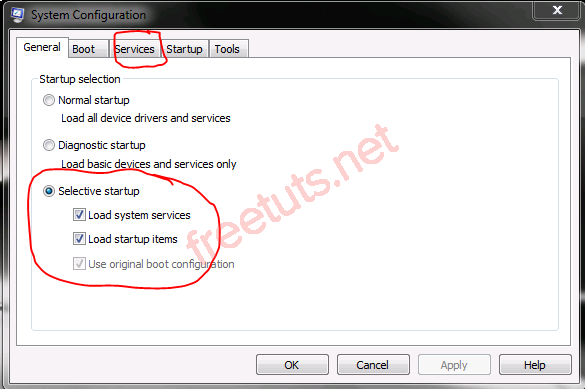 System Configuration
General Boot Services Startup Tools
Startup selection
Normal startup
Load all device drivers and services
Diagnostic startup
Load basic devices and services only
Selective startup
Load system services
Load startup items
Use original boot configuration
freetuts.net
OK Cancel Apply Help